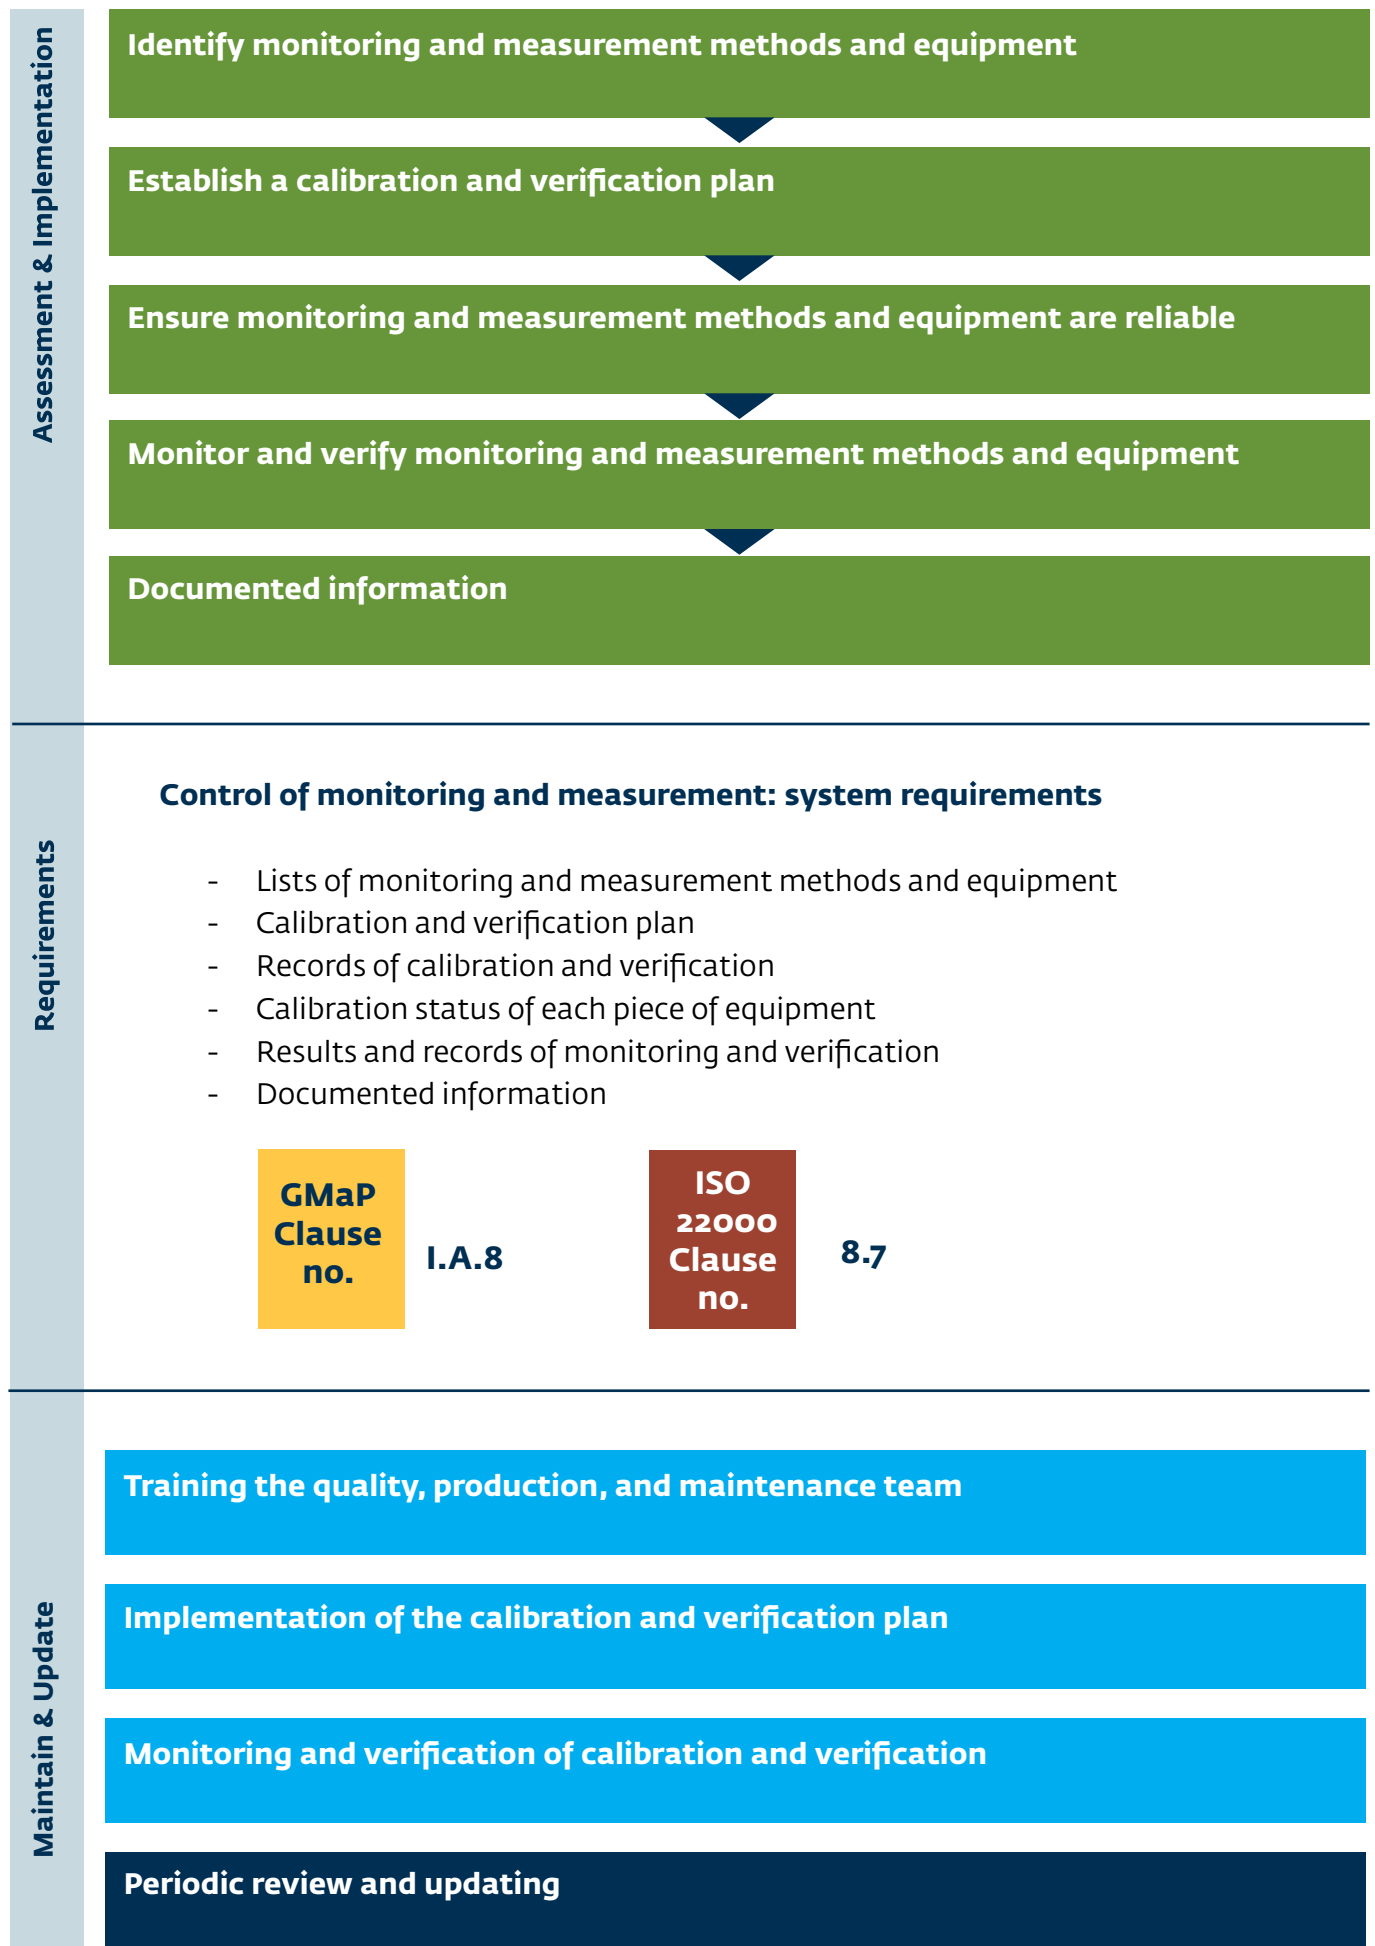 Assessment & Implementation
Identify monitoring and measurement methods and equipment
Establish a calibration and verification plan
Ensure monitoring and measurement methods and equipment are reliable
Monitor and verify monitoring and measurement methods and equipment
Documented information
Requirements
Control of monitoring and measurement: system requirements
- Lists of monitoring and measurement methods and equipment
- Calibration and verification plan
- Records of calibration and verification
- Calibration status of each piece of equipment
- Results and records of monitoring and verification
- Documented information
GMaP
Clause
no.
I.A.8
ISO
22000
Clause
no.
8.7
Maintain & Update
Training the quality, production, and maintenance team
Implementation of the calibration and verification plan
Monitoring and verification of calibration and verification
Periodic review and updating